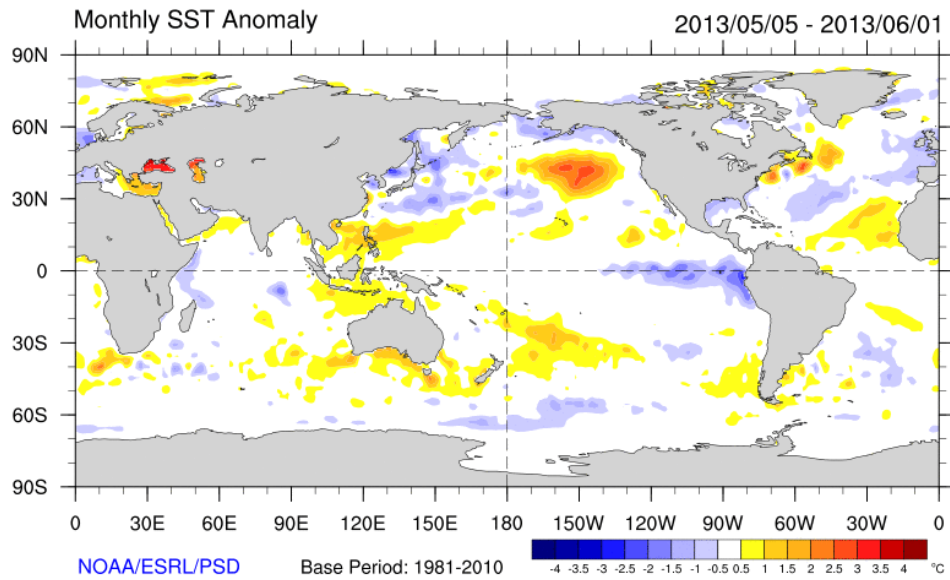 Monthly SST Anomaly 2013/05/05 - 2013/06/01
90N
60N
30N
0
30S
60S
90S
0 30E 60E 90E 120E 150E 180 150W 120W 90W 60W 30W 0
NOAA/ESRL/PSD Base Period: 1981-2010
-4 -3.5 -3 -2.5 -2 -1.5 -1 -0.5 0.5 1 1.5 2 2.5 3 3.5 4 °C